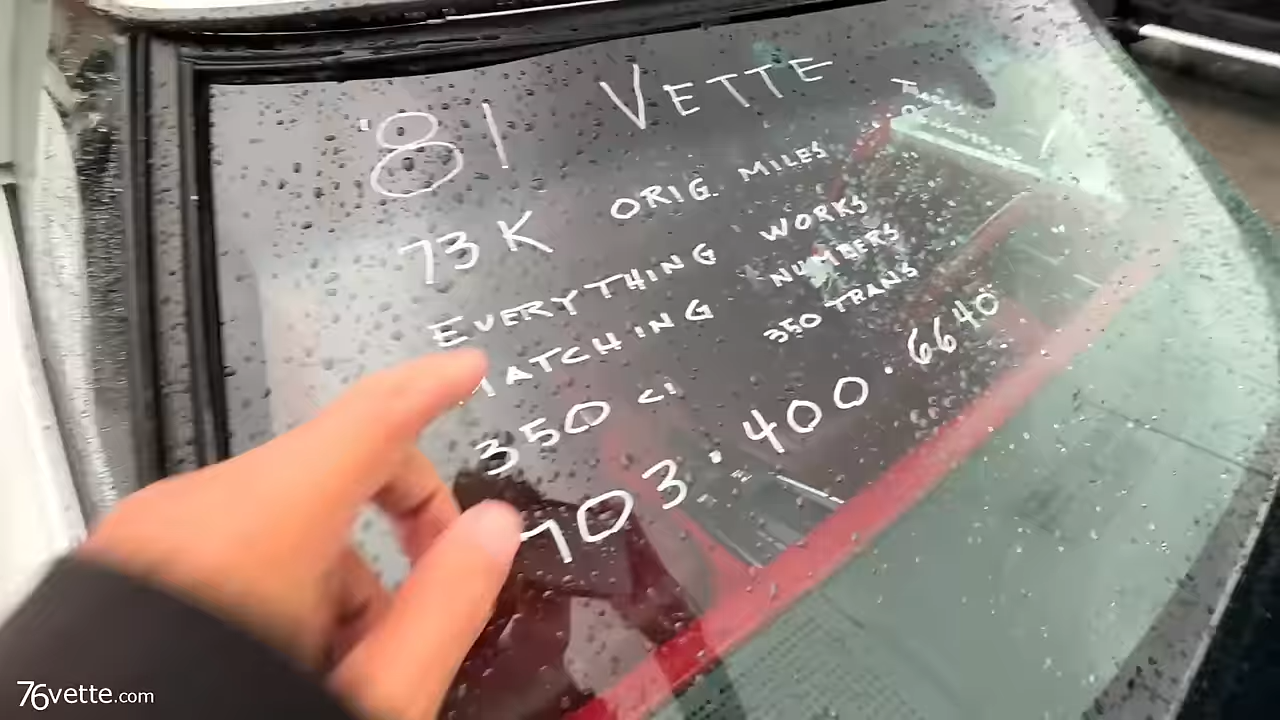 '81 VETTE
73K ORIG. MILES
EVERYTHING WORKS
MATCHING NUMBERS
350 CI 350 TRANS
703·400·6640
76vette.com